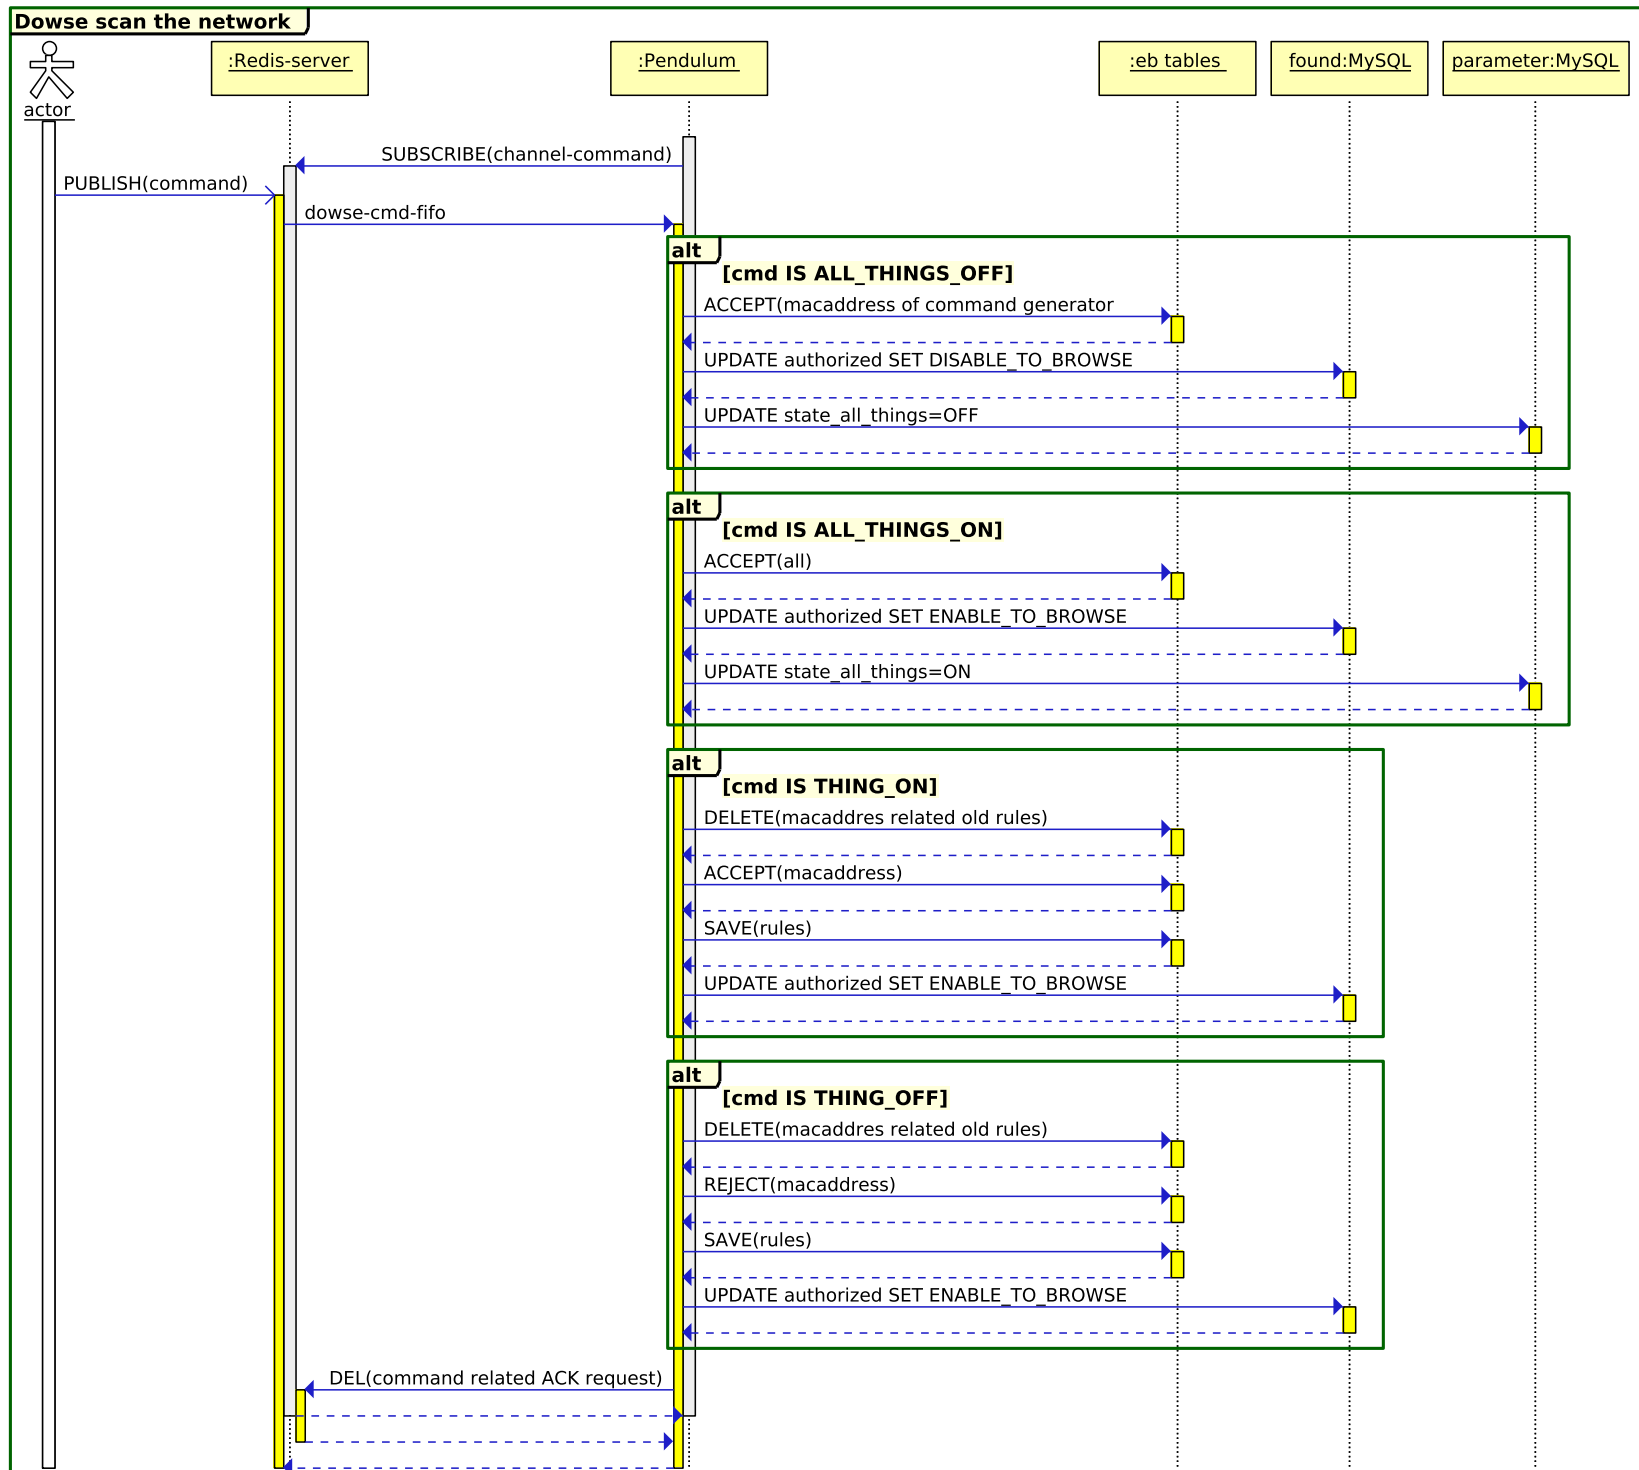 Dowse scan the network
actor
:Redis-server
:Pendulum
:eb tables
found:MySQL
parameter:MySQL
SUBSCRIBE(channel-command)
PUBLISH(command)
dowse-cmd-fifo
alt
[cmd IS ALL_THINGS_OFF]
ACCEPT(macaddress of command generator
UPDATE authorized SET DISABLE_TO_BROWSE
UPDATE state_all_things=OFF
alt
[cmd IS ALL_THINGS_ON]
ACCEPT(all)
UPDATE authorized SET ENABLE_TO_BROWSE
UPDATE state_all_things=ON
alt
[cmd IS THING_ON]
DELETE(macaddres related old rules)
ACCEPT(macaddress)
SAVE(rules)
UPDATE authorized SET ENABLE_TO_BROWSE
alt
[cmd IS THING_OFF]
DELETE(macaddres related old rules)
REJECT(macaddress)
SAVE(rules)
UPDATE authorized SET ENABLE_TO_BROWSE
DEL(command related ACK request)